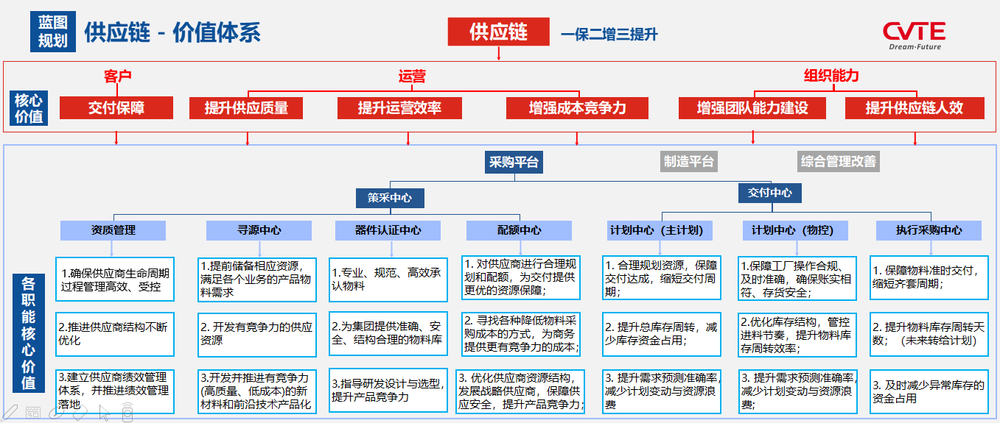 蓝图
规划
供应链 - 价值体系
供应链
一保二增三提升
CVTE
Dream·Future
客户
运营
组织能力
核心
价值
交付保障
提升供应质量
提升运营效率
增强成本竞争力
增强团队能力建设
提升供应链人效
采购平台
制造平台
综合管理改善
策采中心
交付中心
资质管理
寻源中心
器件认证中心
配额中心
计划中心（主计划）
计划中心（物控）
执行采购中心
各
职
能
核
心
价
值
1.确保供应商生命周期
过程管理高效、受控
1.提前储备相应资源，
满足各个业务的产品物
料需求
1.专业、规范、高效承
认物料
1. 对供应商进行合理规
划和配额，为交付提供
更优的资源保障；
1. 合理规划资源，保障
交付达成，缩短交付周
期；
1.保障工厂操作合规、
及时准确，确保账实相
符、存货安全；
1. 保障物料准时交付，
缩短齐套周期；
2.推进供应商结构不断
优化
2. 开发有竞争力的供应
资源
2.为集团提供准确、安
全、结构合理的物料库
2. 寻找各种降低物料采
购成本的方式，为商务
提供更有竞争力的成本；
2. 提升总库存周转，减
少库存资金占用；
2.优化库存结构，管控
进料节奏，提升物料库
存周转效率；
2. 提升物料库存周转天
数；（未来转给计划）
3.建立供应商绩效管理
体系，并推进绩效管理
落地
3.开发并推进有竞争力
(高质量、低成本)的新
材料和前沿技术产品化
3.指导研发设计与选型，
提升产品竞争力
3. 优化供应商资源结构，
发展战略供应商，保障供
应安全，提升产品竞争力；
3. 提升需求预测准确率，
减少计划变动与资源浪
费
3. 提升需求预测准确率，
减少计划变动与资源浪
费；
3. 及时减少异常库存的
资金占用